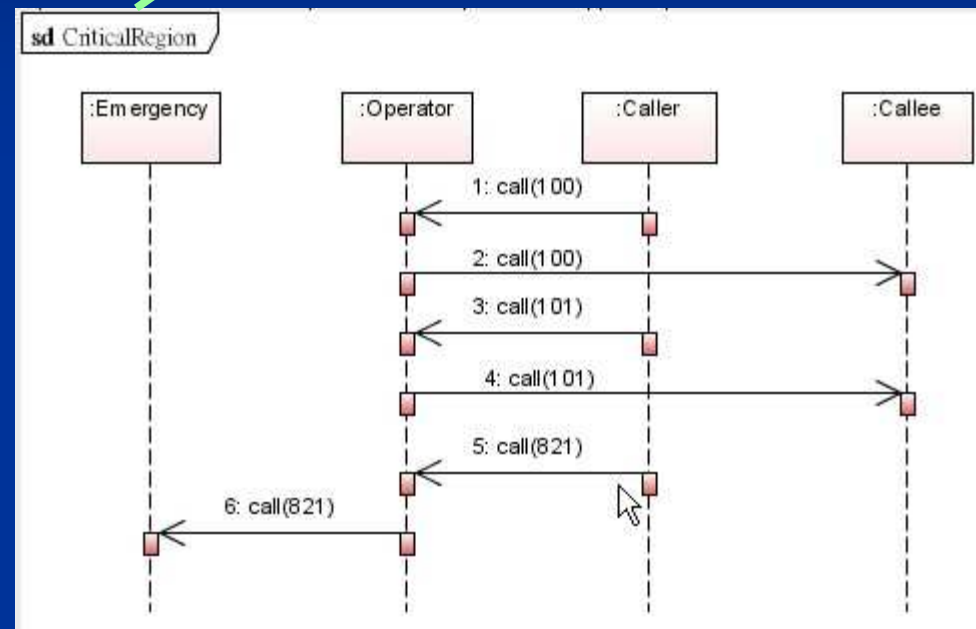 sd CriticalRegion
:Emergency
:Operator
:Caller
:Callee
1: call(100)
2: call(100)
3: call(101)
4: call(101)
5: call(821)
6: call(821)